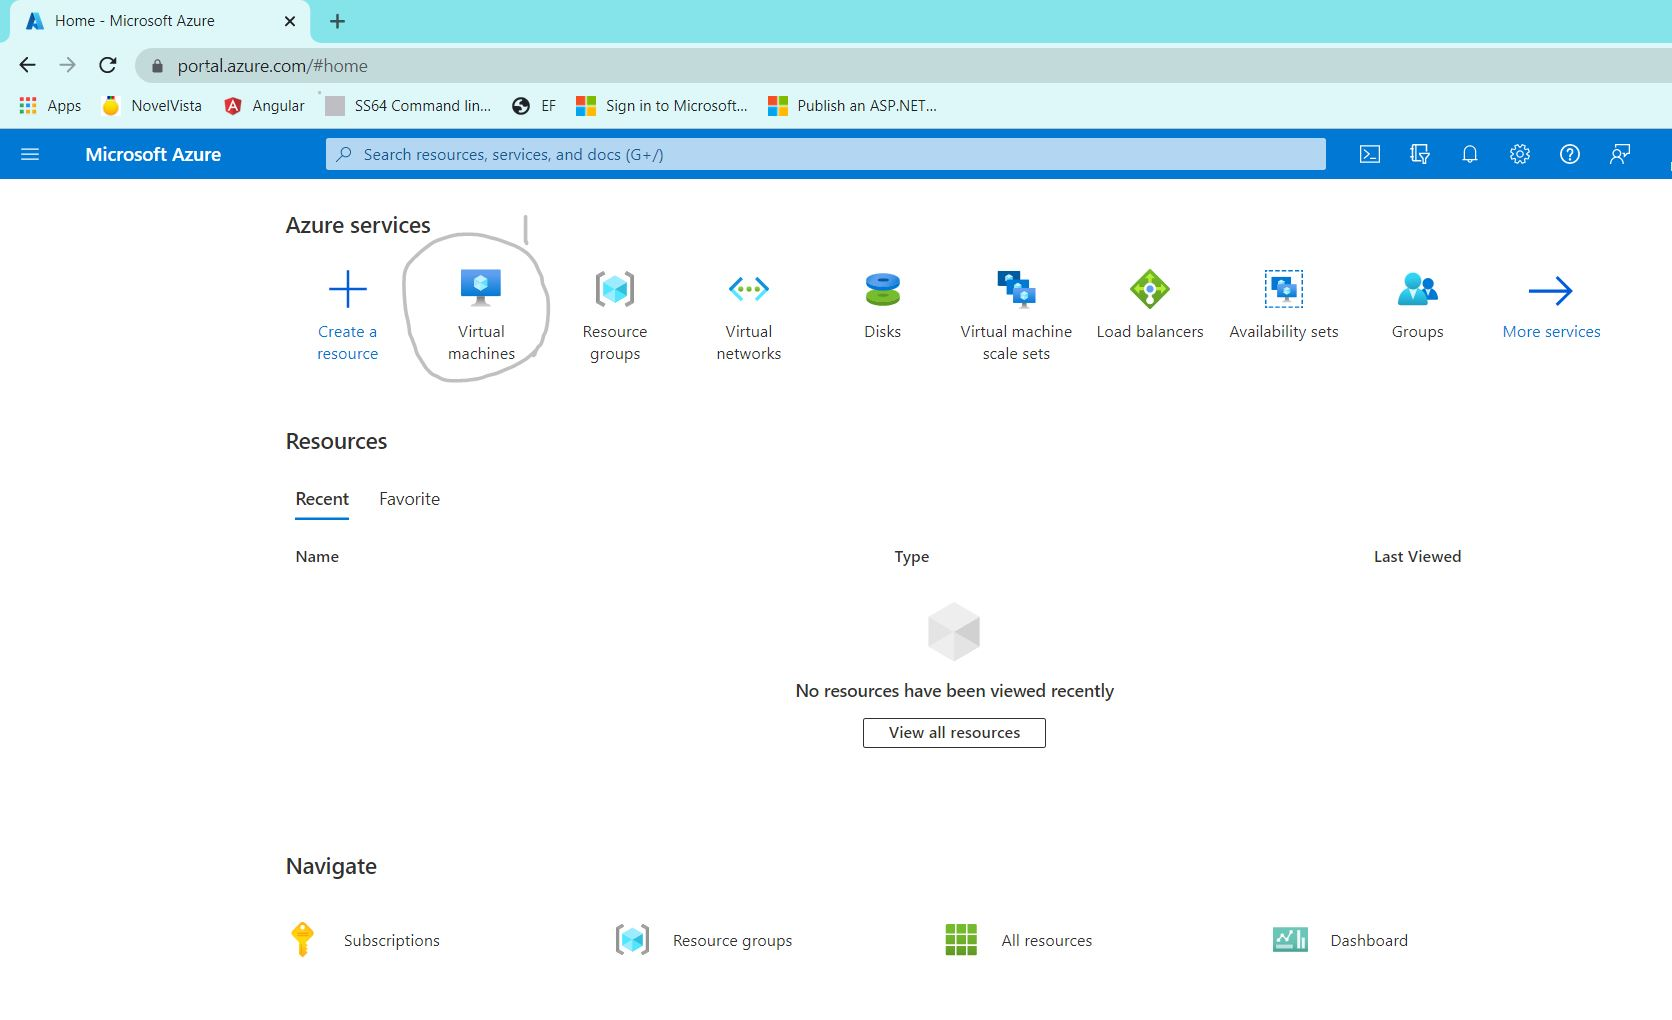 Home - Microsoft Azure
portal.azure.com/#home
Apps NovelVista Angular SS64 Command lin... EF Sign in to Microsoft... Publish an ASP.NET...
Microsoft Azure Search resources, services, and docs (G+/)
Azure services
1
Create a resource
Virtual machines
Resource groups
Virtual networks
Disks
Virtual machine scale sets
Load balancers
Availability sets
Groups
More services
Resources
Recent Favorite
Name Type Last Viewed
No resources have been viewed recently
View all resources
Navigate
Subscriptions Resource groups All resources Dashboard